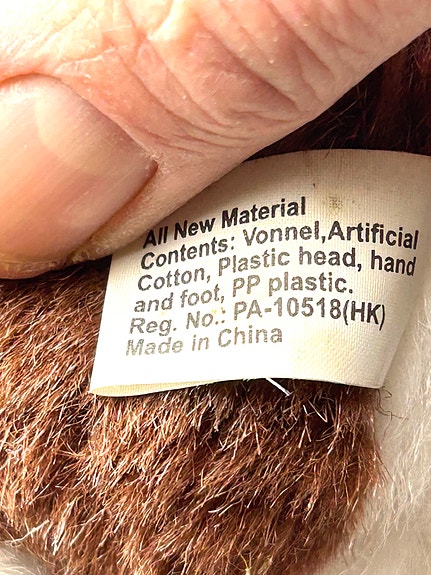 All New Material
Contents: Vonnel,Artificial
Cotton, Plastic head, hand
and foot, PP plastic.
Reg. No.: PA-10518(HK)
Made in China